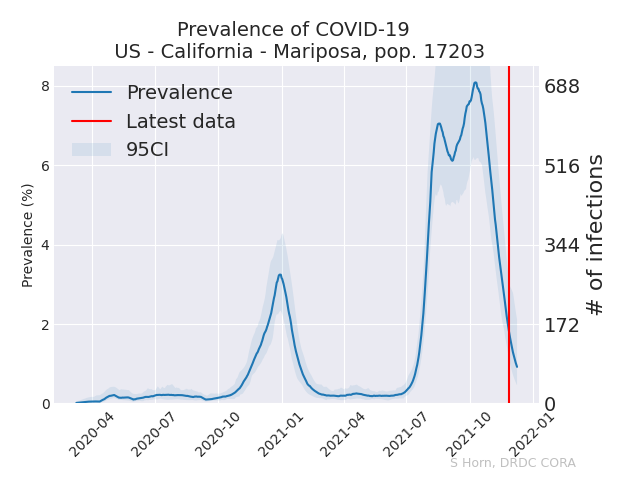 Prevalence of COVID-19
US - California - Mariposa, pop. 17203
Prevalence
Latest data
95CI
Prevalence (%)
8
6
4
2
0
688
516
344
172
0
# of infections
2020-04
2020-07
2020-10
2021-01
2021-04
2021-07
2021-10
2022-01
S Horn, DRDC CORA